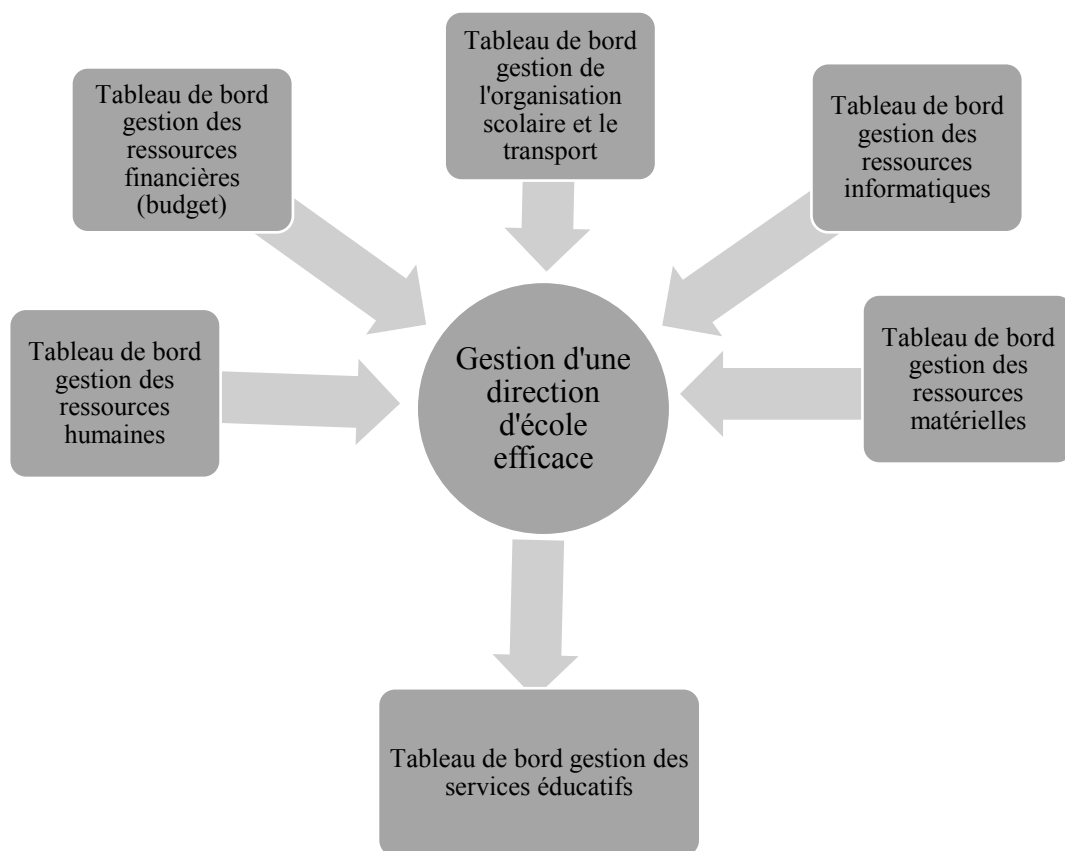 Tableau de bord
gestion de
l'organisation
scolaire et le
transport
Tableau de bord
gestion des
ressources
financières
(budget)
Tableau de bord
gestion des
ressources
informatiques
Tableau de bord
gestion des
ressources
humaines
Gestion d'une
direction
d'école
efficace
Tableau de bord
gestion des
ressources
matérielles
Tableau de bord gestion des
services éducatifs